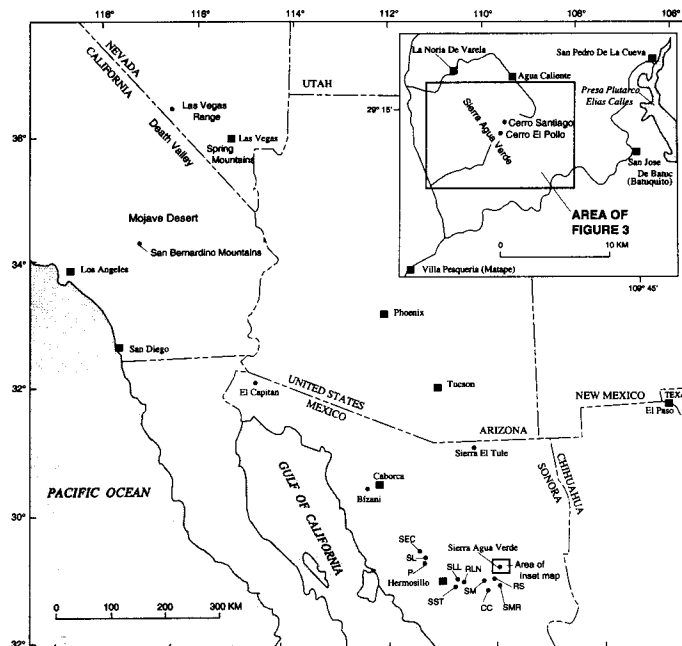 118°
116°
114°
112°
110°
108°
106°
NEVADA
CALIFORNIA
UTAH
Las Vegas
Range
Las Vegas
Spring
Mountains
Death Valley
36°
Mojave Desert
San Bernardino Mountains
34°
Los Angeles
San Diego
Phoenix
Tucson
El Capitan
UNITED STATES
MEXICO
ARIZONA
NEW MEXICO
TEXA
El Paso
Sierra El Tule
SONORA
CHIHUAHUA
PACIFIC OCEAN
GULF OF CALIFORNIA
Caborca
Bízani
30°
SEC
SL
P
Hermosillo
SLL
RLN
SST
SM
CC
RS
SMR
Sierra Agua Verde
Area of
inset map
0 100 200 300 KM
32°
La Noria De Varela
San Pedro De La Cueva
Agua Caliente
Presa Plutarco
Elias Calles
29° 15'
Sierra Agua Verde
Cerro Santiago
Cerro El Pollo
San Jose
De Batuc
(Batuquito)
AREA OF
FIGURE 3
0 10 KM
Villa Pesqueria (Matape)
109° 45'